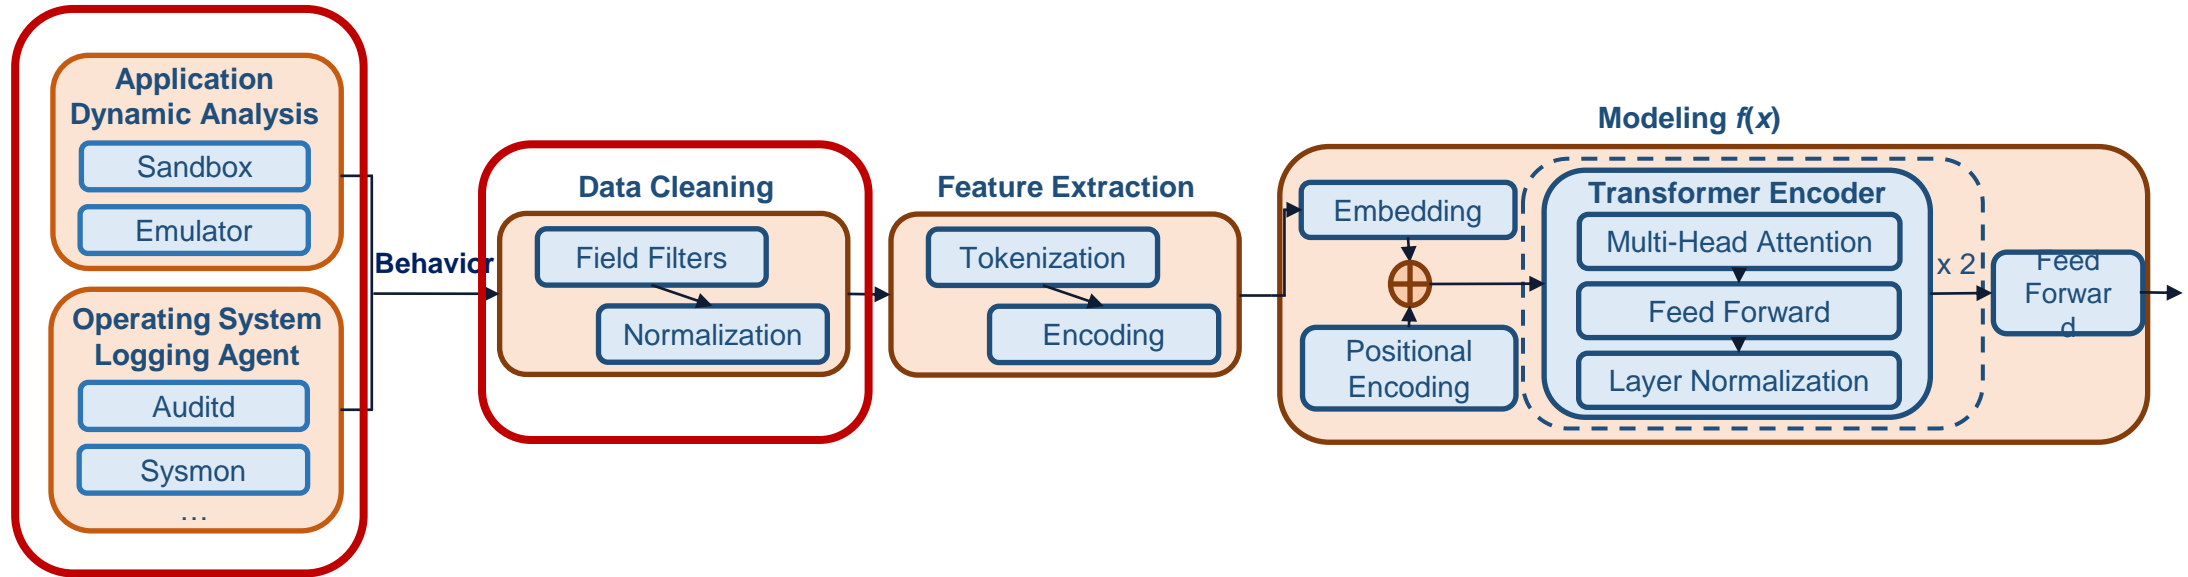 Application
Dynamic Analysis
Sandbox
Emulator
Operating System
Logging Agent
Auditd
Sysmon
…
Behavior
Data Cleaning
Field Filters
Normalization
Feature Extraction
Tokenization
Encoding
Modeling f(x)
Embedding
Positional
Encoding
Transformer Encoder
Multi-Head Attention
Feed Forward
Layer Normalization
x 2
Feed
Forwar
d